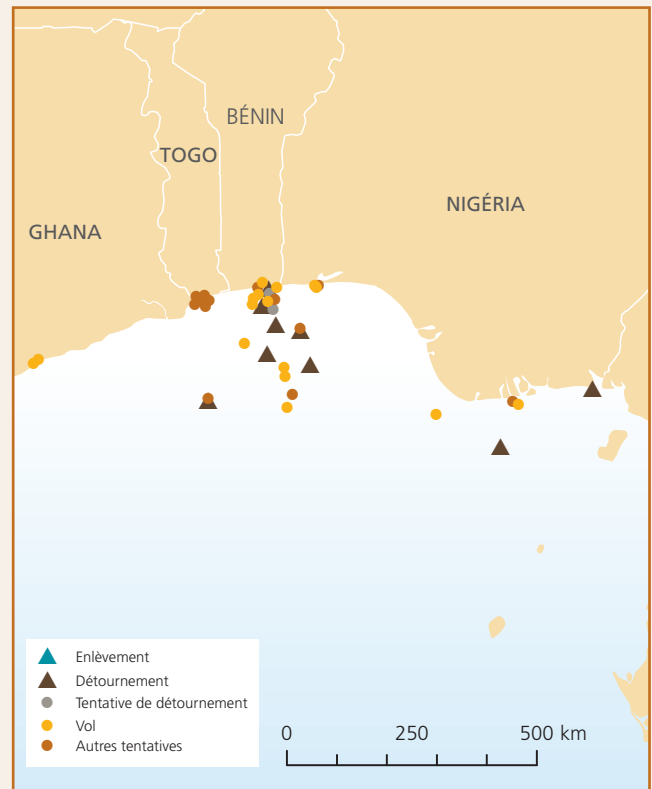 BÉNIN
TOGO
NIGÉRIA
GHANA
Enlèvement
Détournement
Tentative de détournement
Vol
Autres tentatives
0 250 500 km